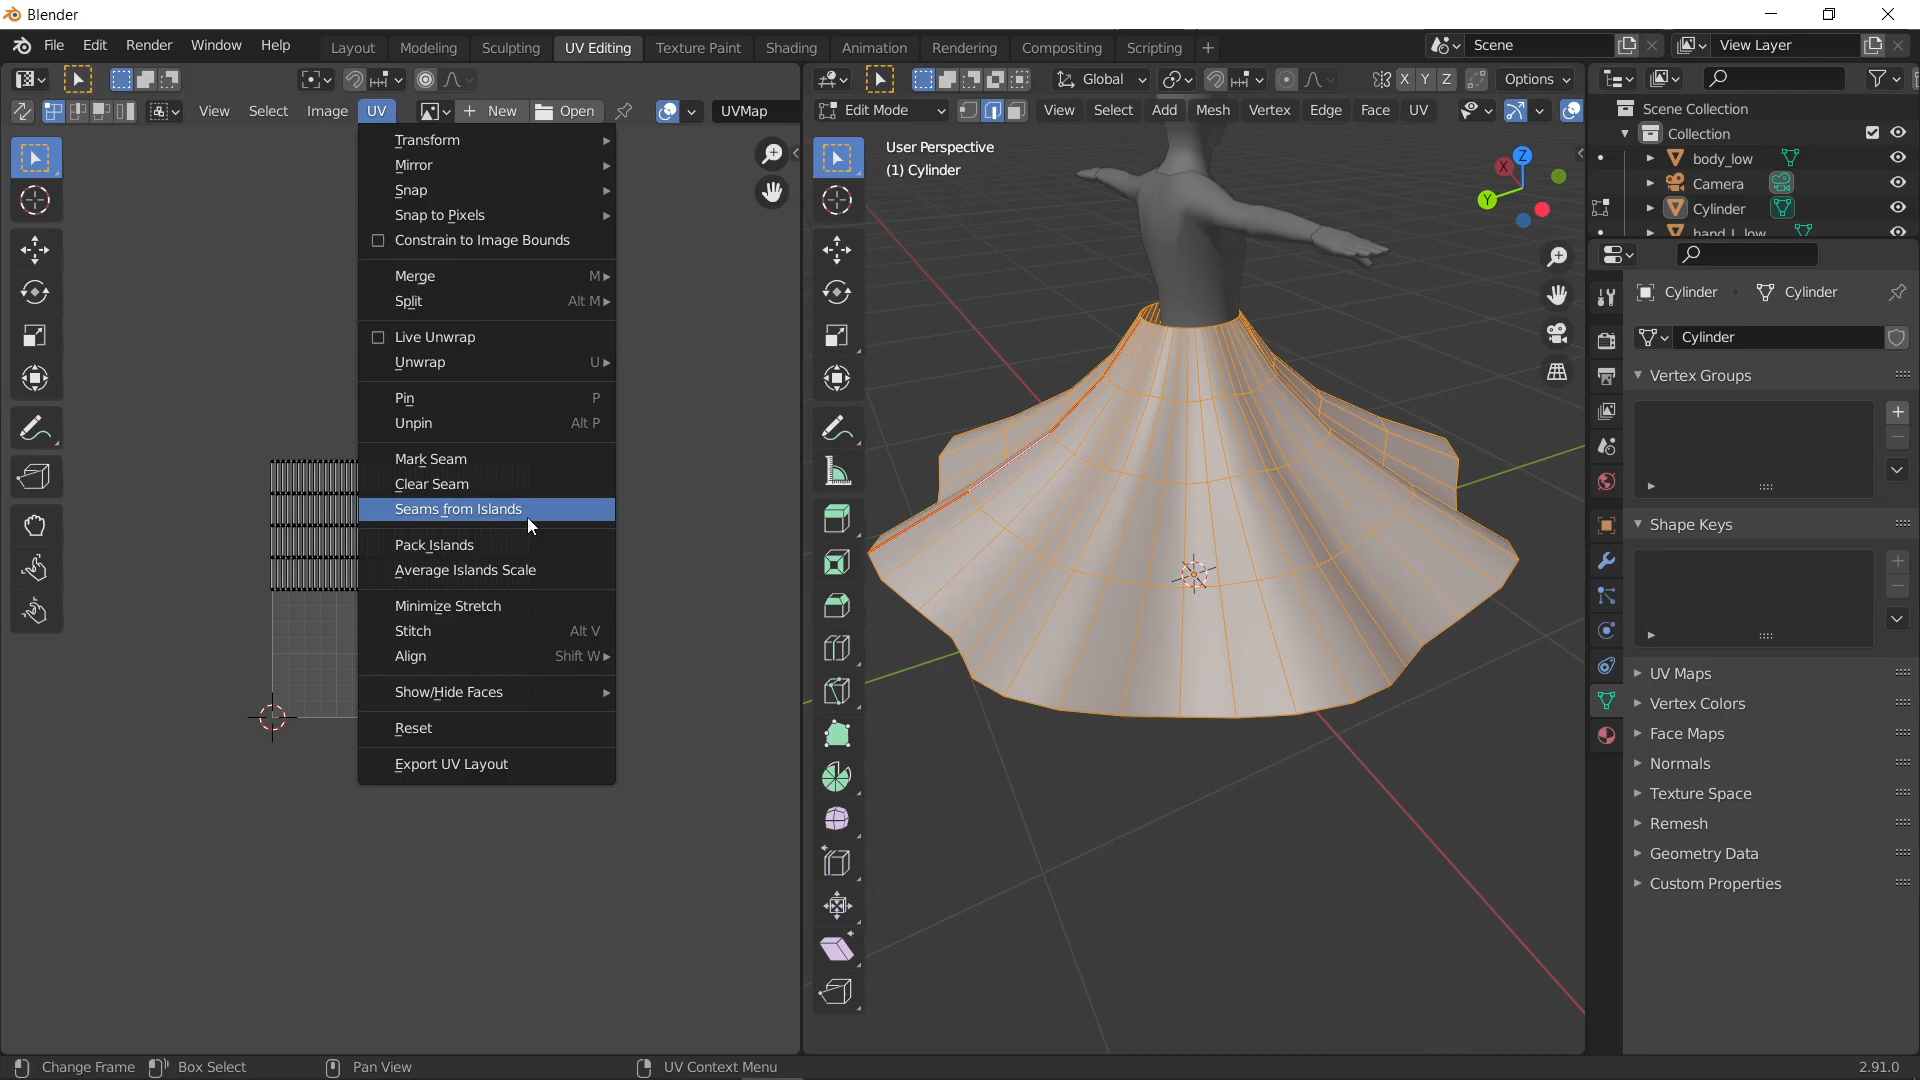 Blender
File Edit Render Window Help Layout Modeling Sculpting UV Editing Texture Paint Shading Animation Rendering Compositing Scripting + Scene View Layer
Global X Y Z Options
View Select Image UV + New Open UVMap Edit Mode View Select Add Mesh Vertex Edge Face UV
Transform
Mirror
Snap
Snap to Pixels
Constrain to Image Bounds
Merge M
Split Alt M
Live Unwrap
Unwrap U
Pin P
Unpin Alt P
Mark Seam
Clear Seam
Seams from Islands
Pack Islands
Average Islands Scale
Minimize Stretch
Stitch Alt V
Align Shift W
Show/Hide Faces
Reset
Export UV Layout
User Perspective
(1) Cylinder
Z
X
Y
Scene Collection
Collection
body_low
Camera
Cylinder
hand_l_low
Cylinder Cylinder
Cylinder
Vertex Groups
Shape Keys
UV Maps
Vertex Colors
Face Maps
Normals
Texture Space
Remesh
Geometry Data
Custom Properties
Change Frame Box Select Pan View UV Context Menu 2.91.0